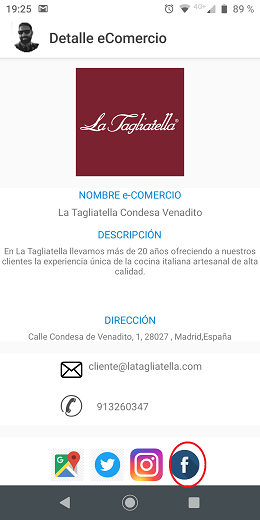 19:25
4G+
89 %
Detalle eComercio
La Tagliatella®
NOMBRE e-COMERCIO
La Tagliatella Condesa Venadito
DESCRIPCIÓN
En La Tagliatella llevamos más de 20 años ofreciendo a nuestros
clientes la experiencia única de la cocina italiana artesanal de alta
calidad.
DIRECCIÓN
Calle Condesa de Venadito, 1, 28027 , Madrid,España
cliente@latagliatella.com
913260347